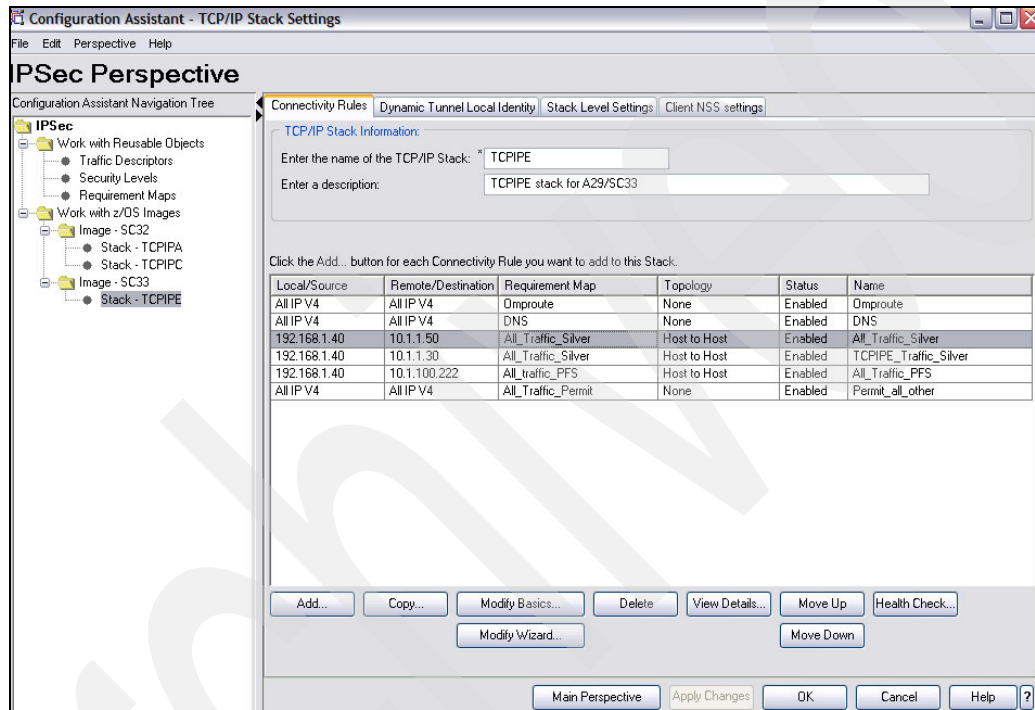 Configuration Assistant - TCP/IP Stack Settings
File Edit Perspective Help
IPSec Perspective
Configuration Assistant Navigation Tree
IPSec
Work with Reusable Objects
Traffic Descriptors
Security Levels
Requirement Maps
Work with z/OS Images
Image - SC32
Stack - TCPIPA
Stack - TCPIPC
Image - SC33
Stack - TCPIPE
Connectivity Rules Dynamic Tunnel Local Identity Stack Level Settings Client NSS settings
TCP/IP Stack Information:
Enter the name of the TCP/IP Stack: * TCPIPE
Enter a description: TCPIPE stack for A29/SC33
Click the Add... button for each Connectivity Rule you want to add to this Stack.
Local/Source Remote/Destination Requirement Map Topology Status Name
All IP V4 All IP V4 Omproute None Enabled Omproute
All IP V4 All IP V4 DNS None Enabled DNS
192.168.1.40 10.1.1.50 All_Traffic_Silver Host to Host Enabled All_Traffic_Silver
192.168.1.40 10.1.1.30 All_Traffic_Silver Host to Host Enabled TCPIPE_Traffic_Silver
192.168.1.40 10.1.100.222 All_traffic_PFS Host to Host Enabled All_Traffic_PFS
All IP V4 All IP V4 All_Traffic_Permit None Enabled Permit_all_other
Add... Copy... Modify Basics... Delete View Details... Move Up Health Check...
Modify Wizard... Move Down
Main Perspective Apply Changes OK Cancel Help ?